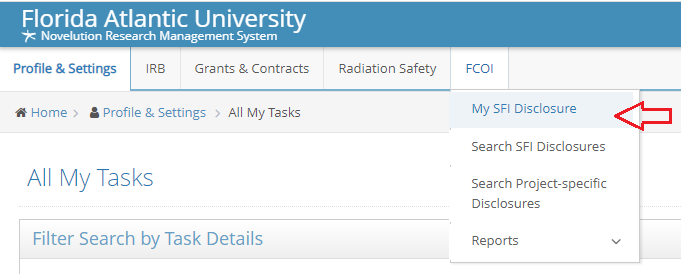 Florida Atlantic University
Novelution Research Management System
Profile & Settings IRB Grants & Contracts Radiation Safety FCOI
Home > Profile & Settings > All My Tasks
My SFI Disclosure
Search SFI Disclosures
Search Project-specific
Disclosures
Reports
All My Tasks
Filter Search by Task Details